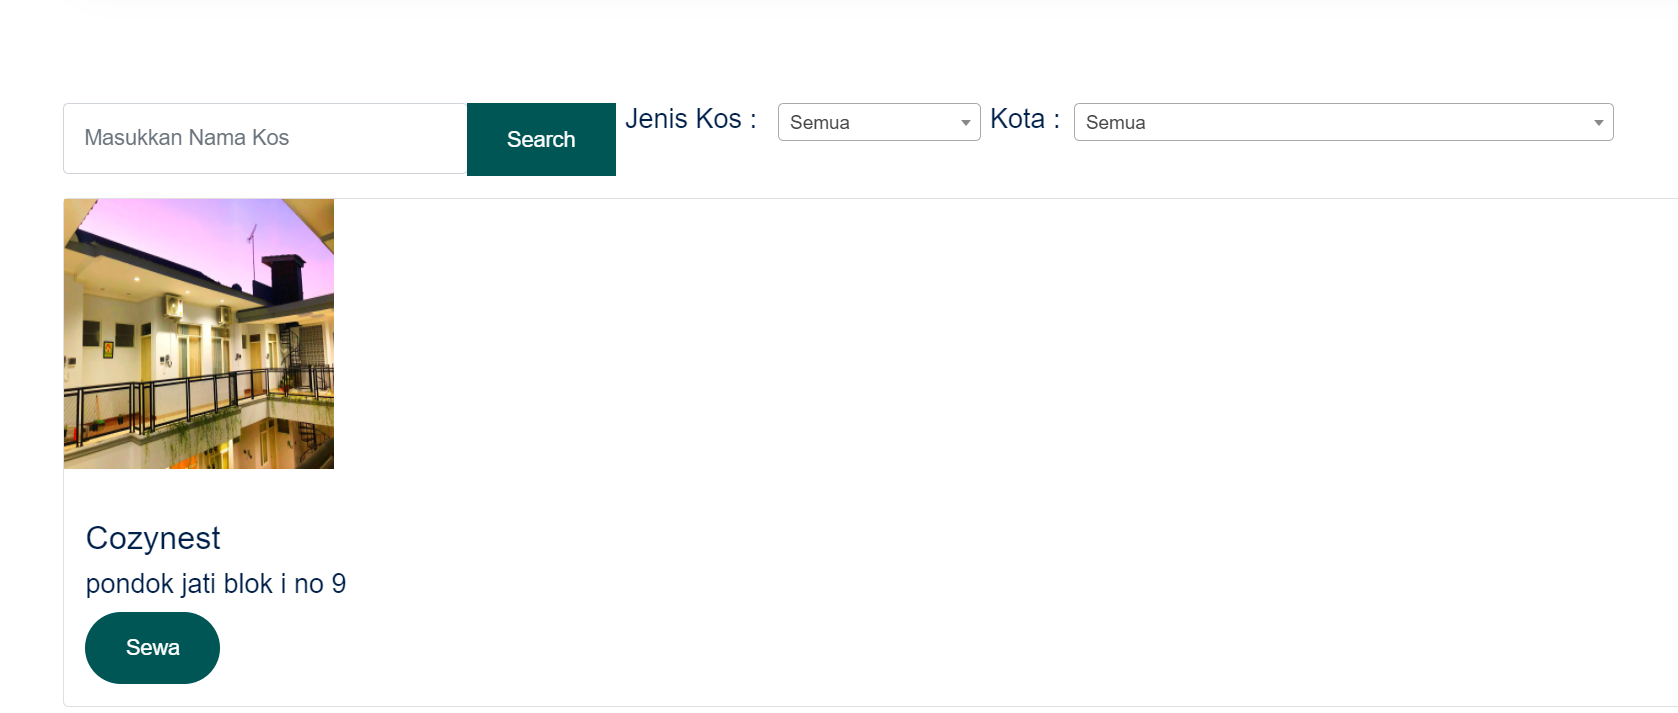 Masukkan Nama Kos Search Jenis Kos : Semua Kota : Semua
Cozynest
pondok jati blok i no 9
Sewa